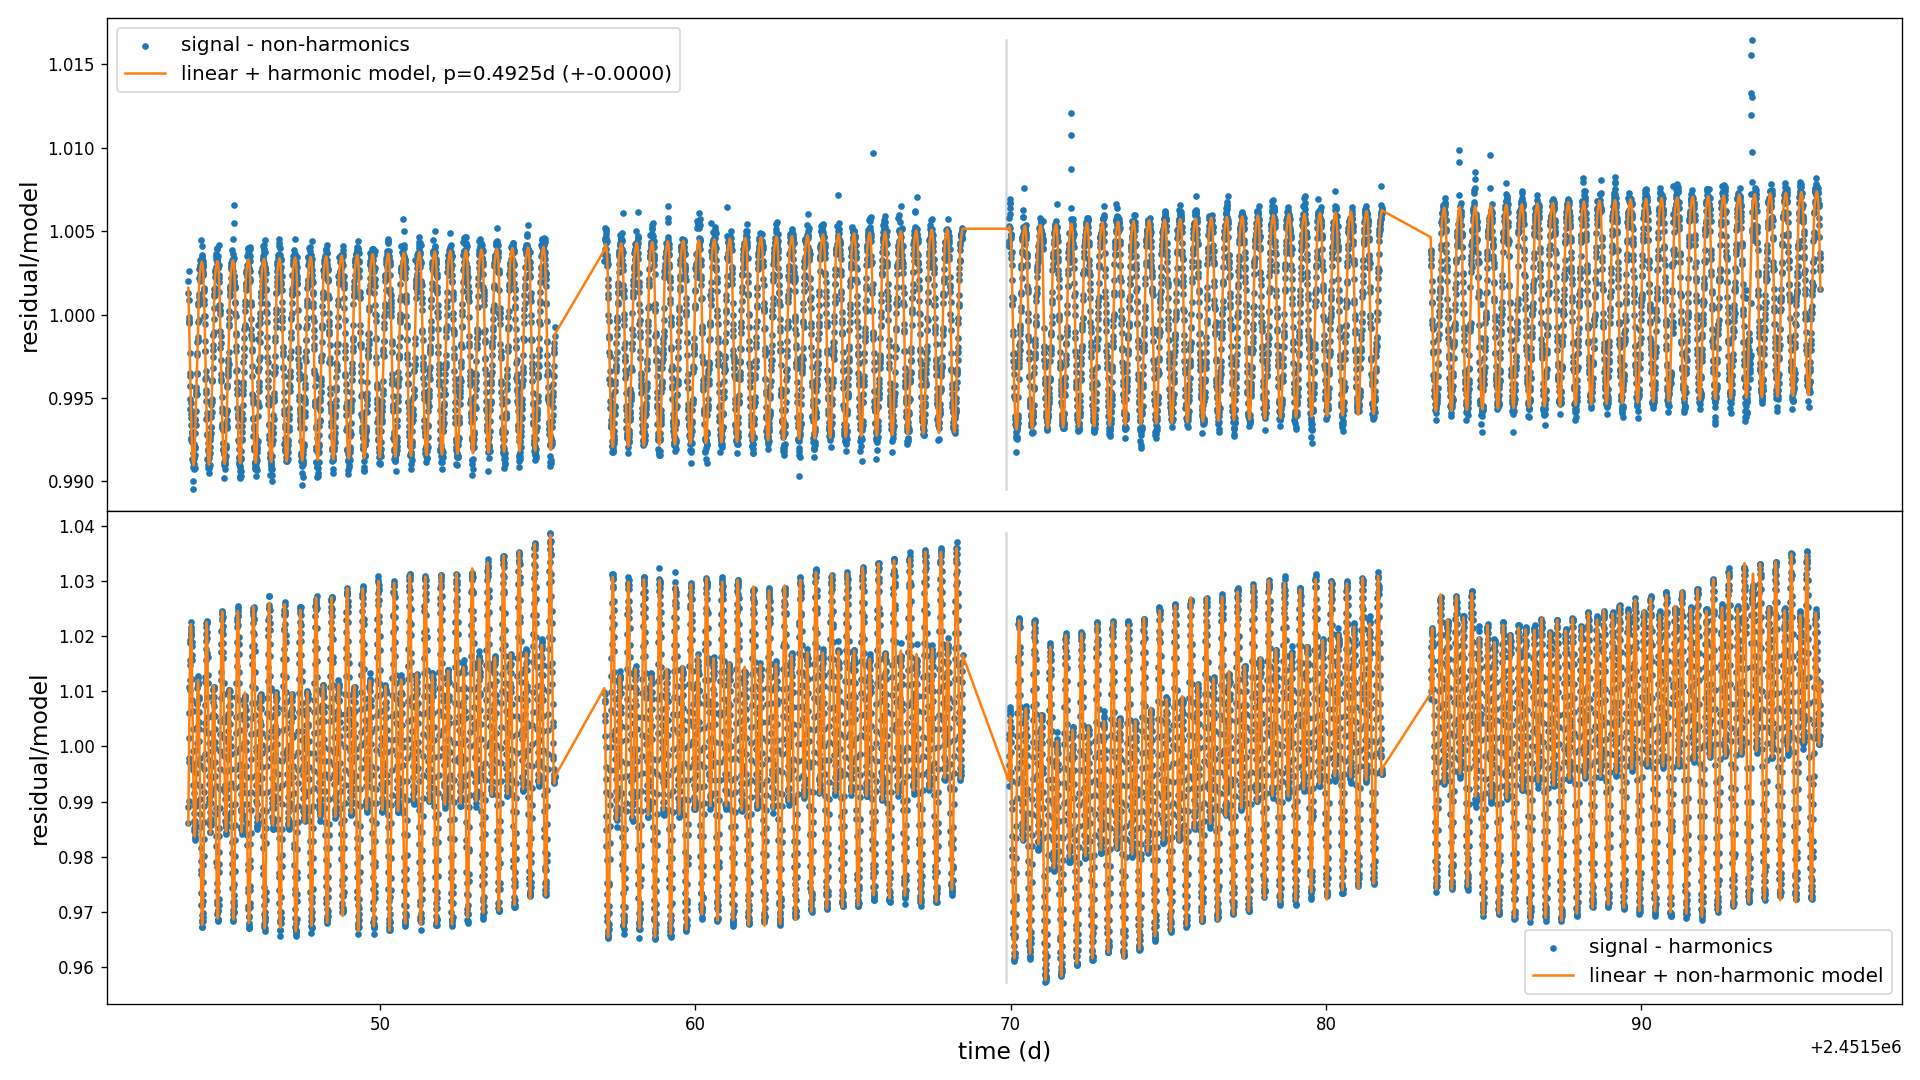 signal - non-harmonics
linear + harmonic model, p=0.4925d (+-0.0000)
1.015
1.010
1.005
1.000
0.995
0.990
residual/model
1.04
1.03
1.02
1.01
1.00
0.99
0.98
0.97
0.96
residual/model
signal - harmonics
linear + non-harmonic model
50
60
70
80
90
time (d)
+2.4515e6